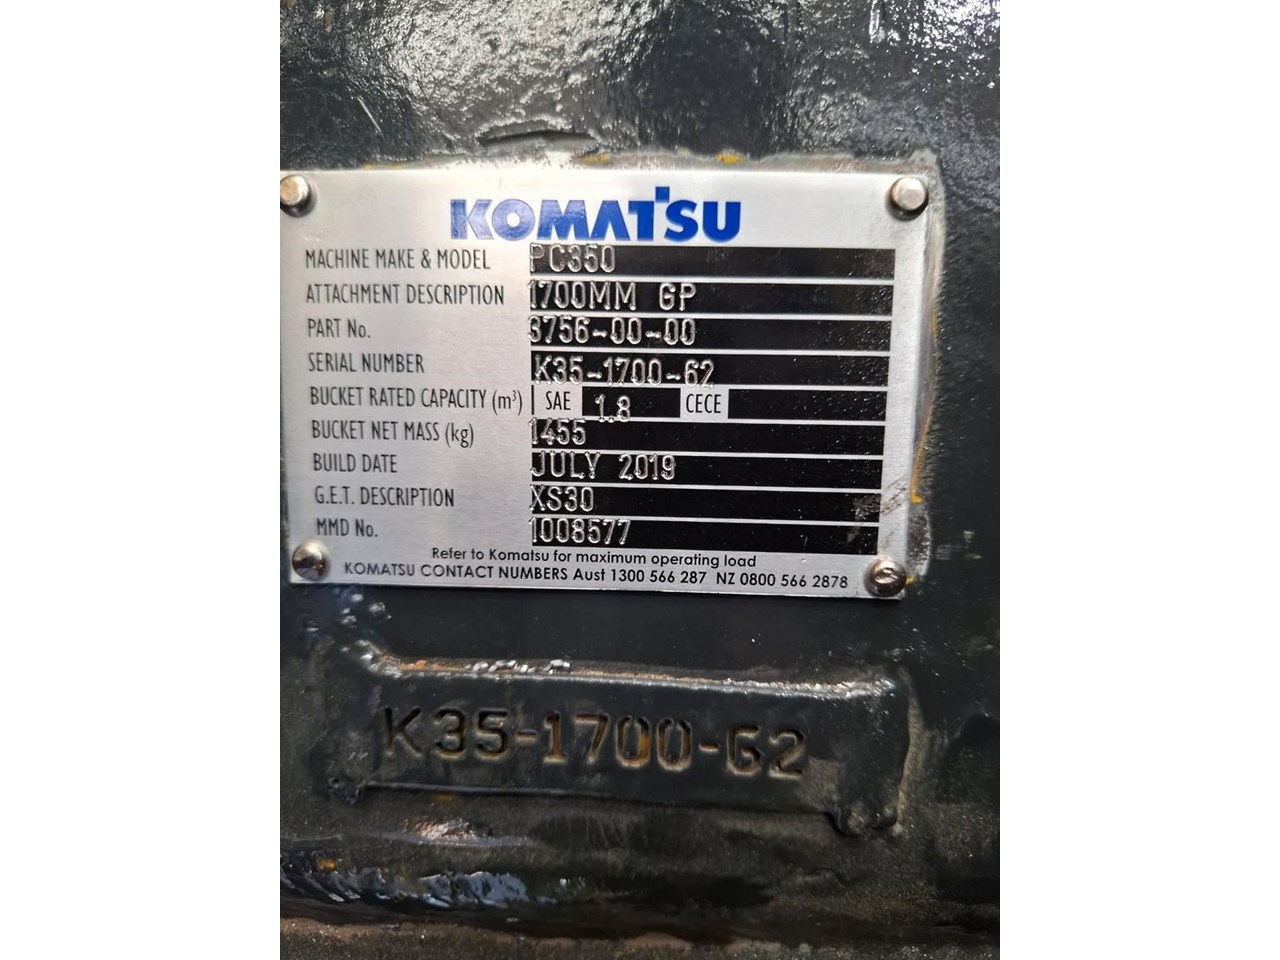 KOMATSU
MACHINE MAKE & MODEL PC350
ATTACHMENT DESCRIPTION 1700MM GP
PART No. 3756-00-00
SERIAL NUMBER K35-1700-62
BUCKET RATED CAPACITY (m³) SAE 1.8 CECE
BUCKET NET MASS (kg) 1455
BUILD DATE JULY 2019
G.E.T. DESCRIPTION XS30
MMD No. 1008577
Refer to Komatsu for maximum operating load
KOMATSU CONTACT NUMBERS Aust 1300 566 287 NZ 0800 566 2878
K35-1700-62